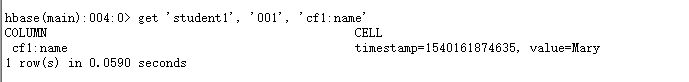 hbase(main):004:0> get 'student1', '001', 'cf1:name'
COLUMN CELL
cf1:name timestamp=1540161874635, value=Mary
1 row(s) in 0.0590 seconds